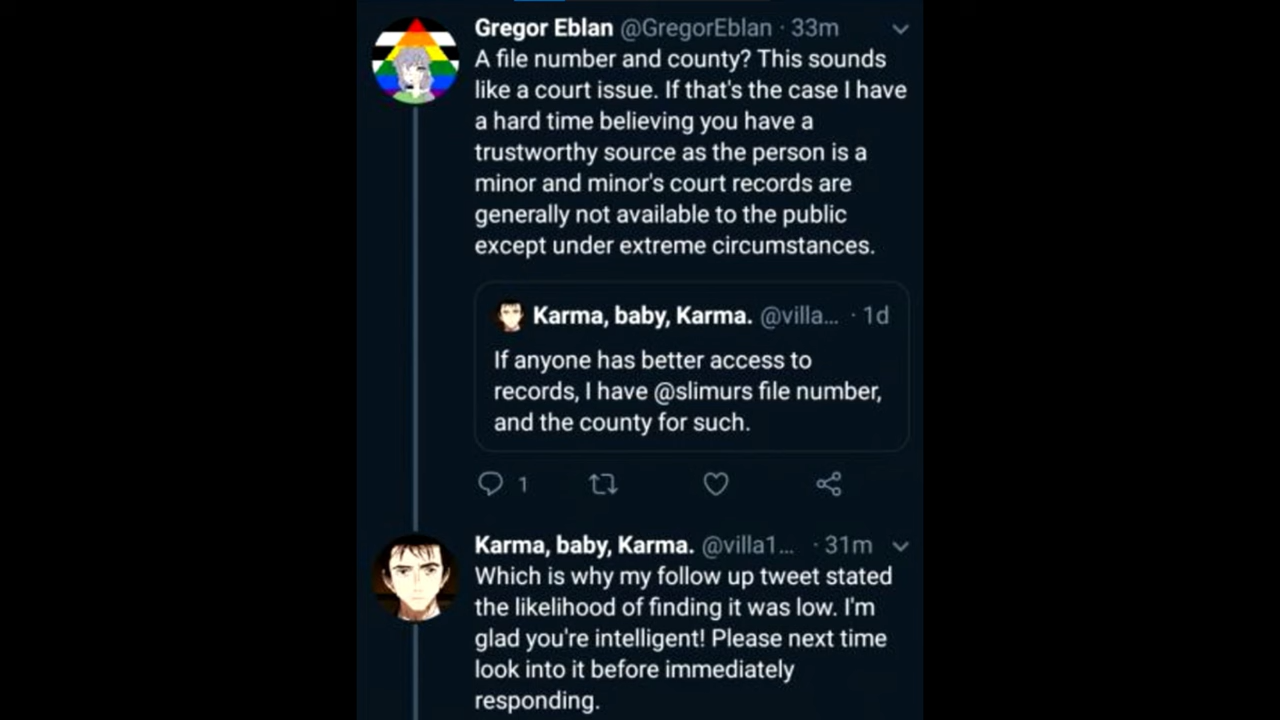 Gregor Eblan @GregorEblan · 33m
A file number and county? This sounds
like a court issue. If that's the case I have
a hard time believing you have a
trustworthy source as the person is a
minor and minor's court records are
generally not available to the public
except under extreme circumstances.
Karma, baby, Karma. @villa... · 1d
If anyone has better access to
records, I have @slimurs file number,
and the county for such.
1
Karma, baby, Karma. @villa1... · 31m
Which is why my follow up tweet stated
the likelihood of finding it was low. I'm
glad you're intelligent! Please next time
look into it before immediately
responding.